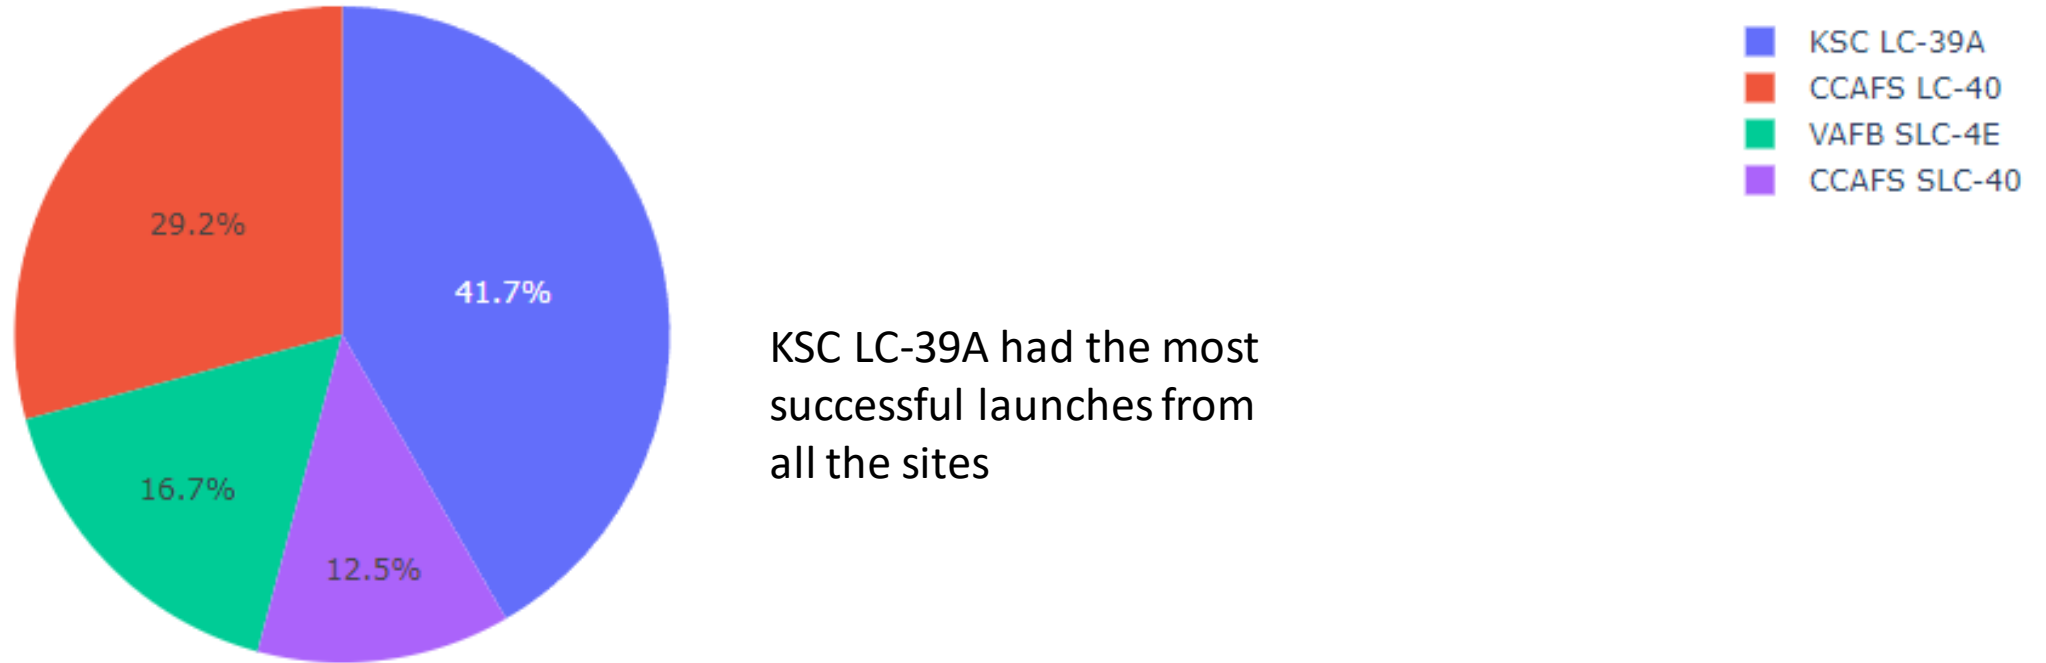 KSC LC-39A
CCAFS LC-40
VAFB SLC-4E
CCAFS SLC-40
29.2%
41.7%
16.7%
12.5%
KSC LC-39A had the most
successful launches from
all the sites